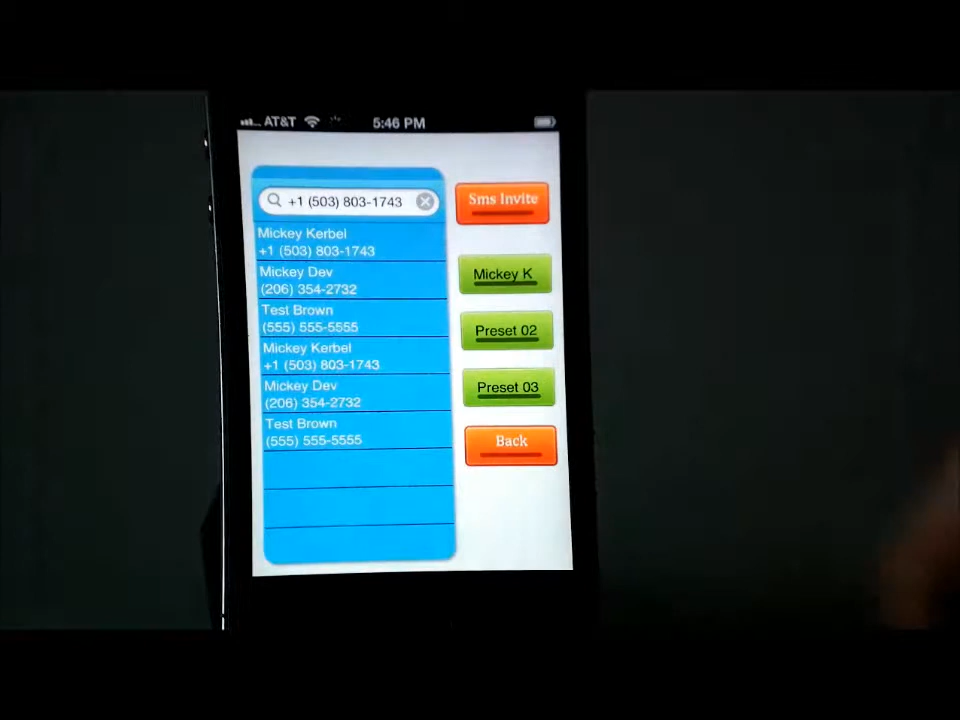 AT&T 5:46 PM
+1 (503) 803-1743
Sms Invite
Mickey Kerbel
+1 (503) 803-1743
Mickey Dev
(206) 354-2732
Test Brown
(555) 555-5555
Mickey Kerbel
+1 (503) 803-1743
Mickey Dev
(206) 354-2732
Test Brown
(555) 555-5555
Mickey K
Preset 02
Preset 03
Back